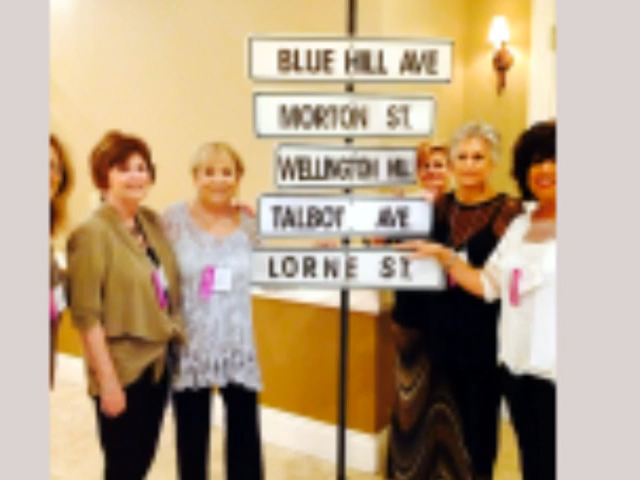 BLUE HILL AVE
MORTON ST.
WELLINGTON HILL
TALBOT AVE
LORNE ST.